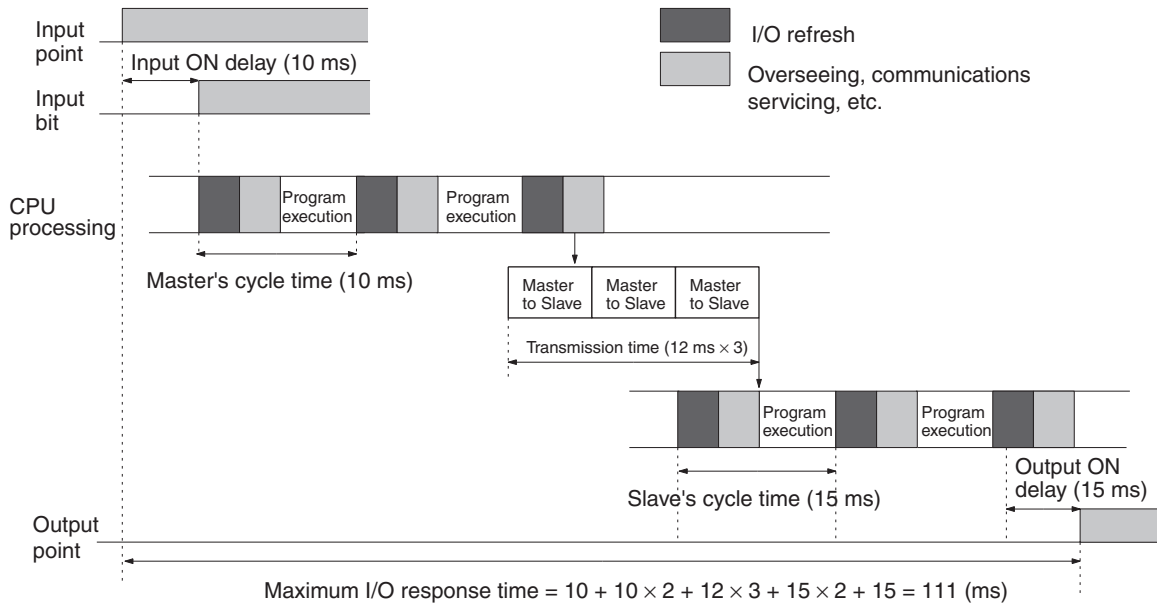 Input
point
I/O refresh
Overseeing, communications
servicing, etc.
Input ON delay (10 ms)
Input
bit
CPU
processing
Program
execution
Program
execution
Master's cycle time (10 ms)
Master
to Slave
Master
to Slave
Master
to Slave
Transmission time (12 ms × 3)
Program
execution
Program
execution
Slave's cycle time (15 ms)
Output ON
delay (15 ms)
Output
point
Maximum I/O response time = 10 + 10 × 2 + 12 × 3 + 15 × 2 + 15 = 111 (ms)